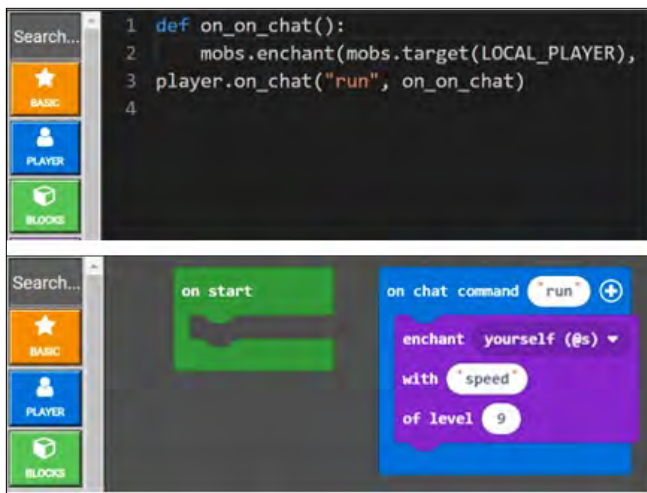 Search...
BASIC
PLAYER
BLOCKS
1 def on_on_chat():
2     mobs.enchant(mobs.target(LOCAL_PLAYER),
3 player.on_chat("run", on_on_chat)
4
Search...
BASIC
PLAYER
BLOCKS
on start
on chat command "run"
enchant yourself (@s)
with "speed"
of level 9